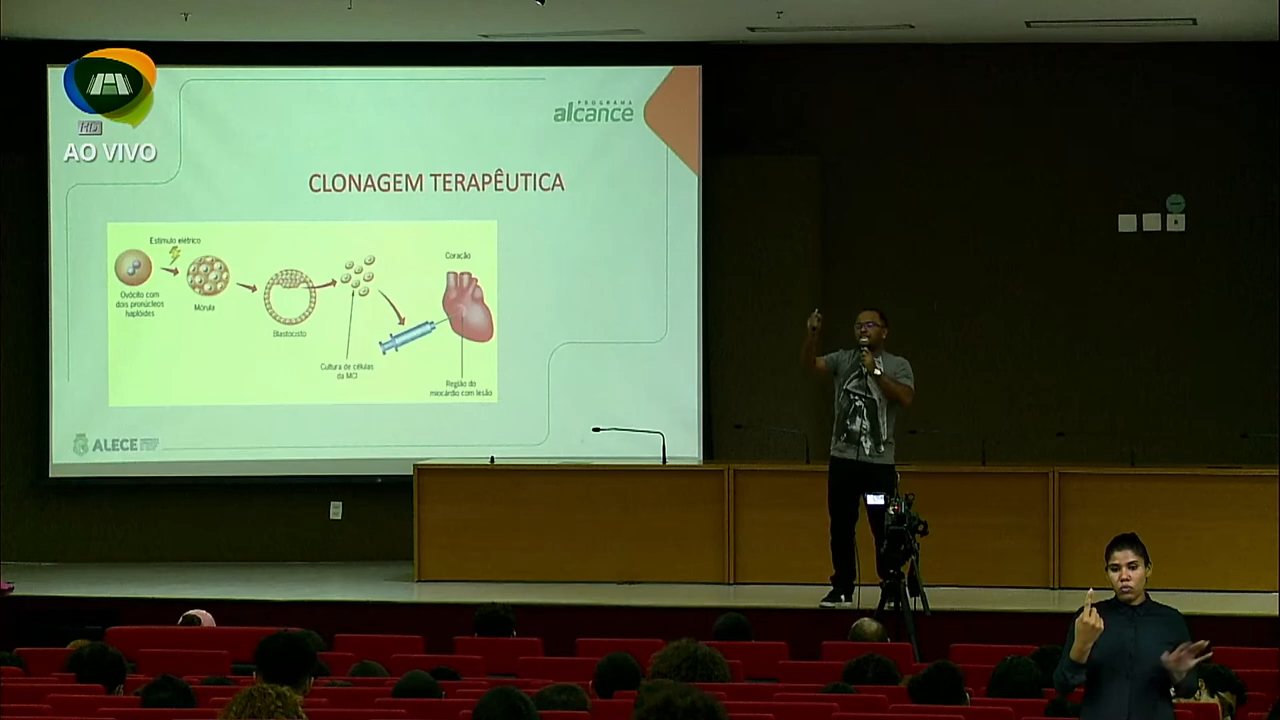 HD
AO VIVO
PROGRAMA
alcance
CLONAGEM TERAPÊUTICA
Estímulo elétrico
Coração
Ovócito com
dois pronúcleos
haplóides
Mórula
Blastocisto
Cultura de células
da MCI
Região do
miocárdio com lesão
ALECE